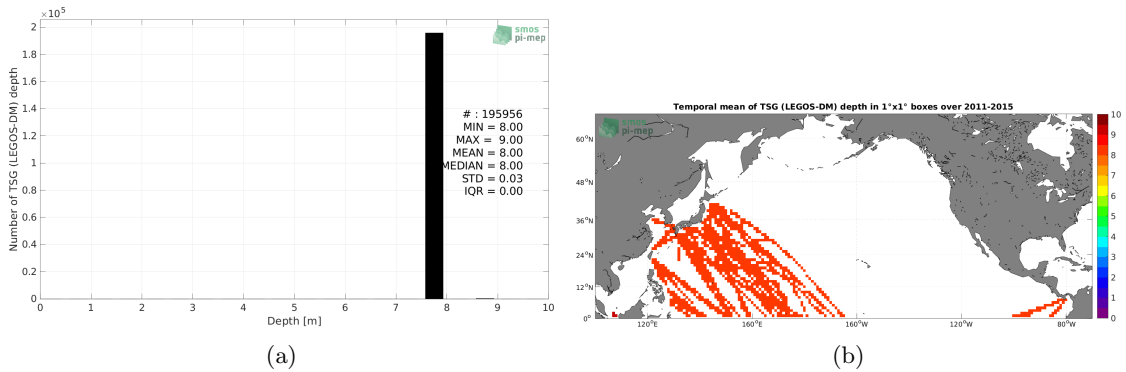 ×10⁵
2
1.8
1.6
1.4
1.2
1
0.8
0.6
0.4
0.2
0
0 1 2 3 4 5 6 7 8 9 10
Number of TSG (LEGOS-DM) depth
Depth [m]
smos
pi-mep
# : 195956
MIN = 8.00
MAX = 9.00
MEAN = 8.00
MEDIAN = 8.00
STD = 0.03
IQR = 0.00
(a)
Temporal mean of TSG (LEGOS-DM) depth in 1°x1° boxes over 2011-2015
smos
pi-mep
60°N
48°N
36°N
24°N
12°N
0°
120°E 140°E 160°E 160°W 120°W 80°W
10
9
8
7
6
5
4
3
2
1
0
(b)